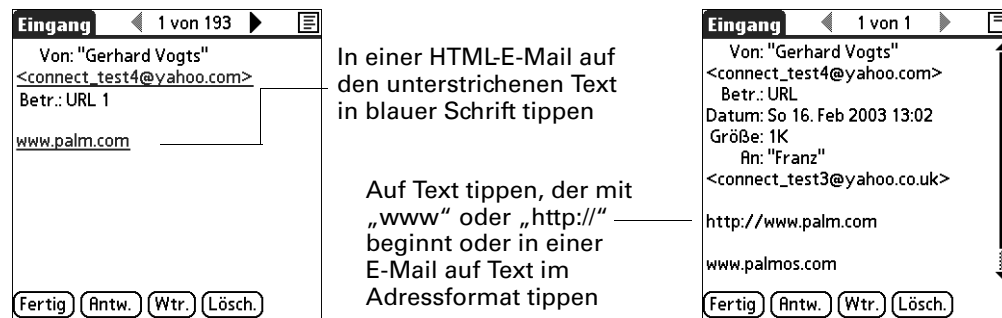 Eingang 1 von 193
Von: "Gerhard Vogts"
<connect_test4@yahoo.com>
Betr.: URL 1
www.palm.com
Fertig Antw. Wtr. Lösch.
In einer HTML-E-Mail auf
den unterstrichenen Text
in blauer Schrift tippen
Auf Text tippen, der mit
„www“ oder „http://“
beginnt oder in einer
E-Mail auf Text im
Adressformat tippen
Eingang 1 von 1
Von: "Gerhard Vogts"
<connect_test4@yahoo.com>
Betr.: URL
Datum: So 16. Feb 2003 13:02
Größe: 1K
An: "Franz"
<connect_test3@yahoo.co.uk>
http://www.palm.com
www.palmos.com
Fertig Antw. Wtr. Lösch.